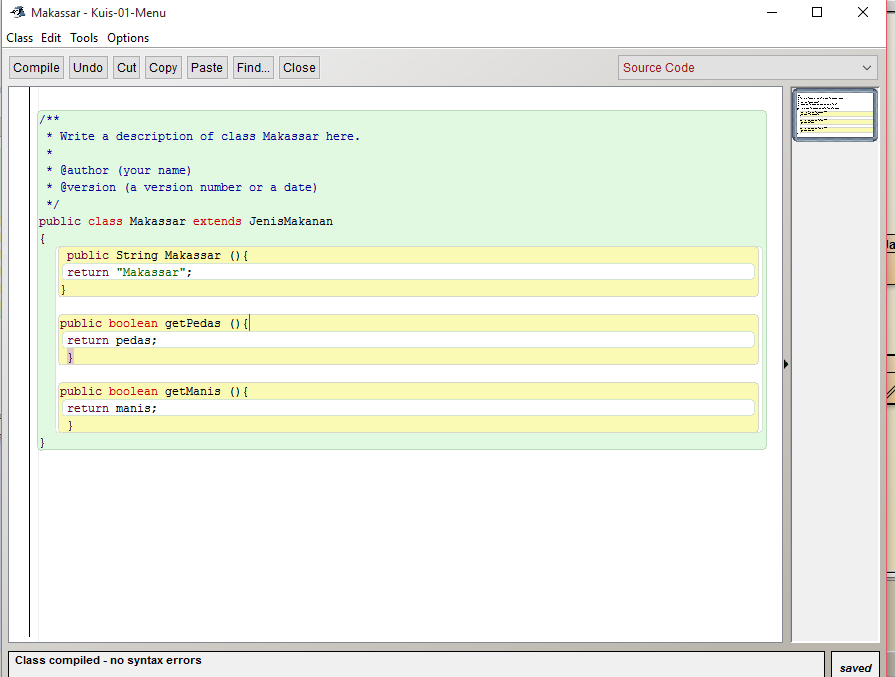 Makassar - Kuis-01-Menu
Class Edit Tools Options
Compile Undo Cut Copy Paste Find... Close Source Code
/**
 * Write a description of class Makassar here.
 *
 * @author (your name)
 * @version (a version number or a date)
 */
public class Makassar extends JenisMakanan
{
public String Makassar (){
return "Makassar";
}
public boolean getPedas (){
return pedas;
}
public boolean getManis (){
return manis;
}
}
Class compiled - no syntax errors
saved